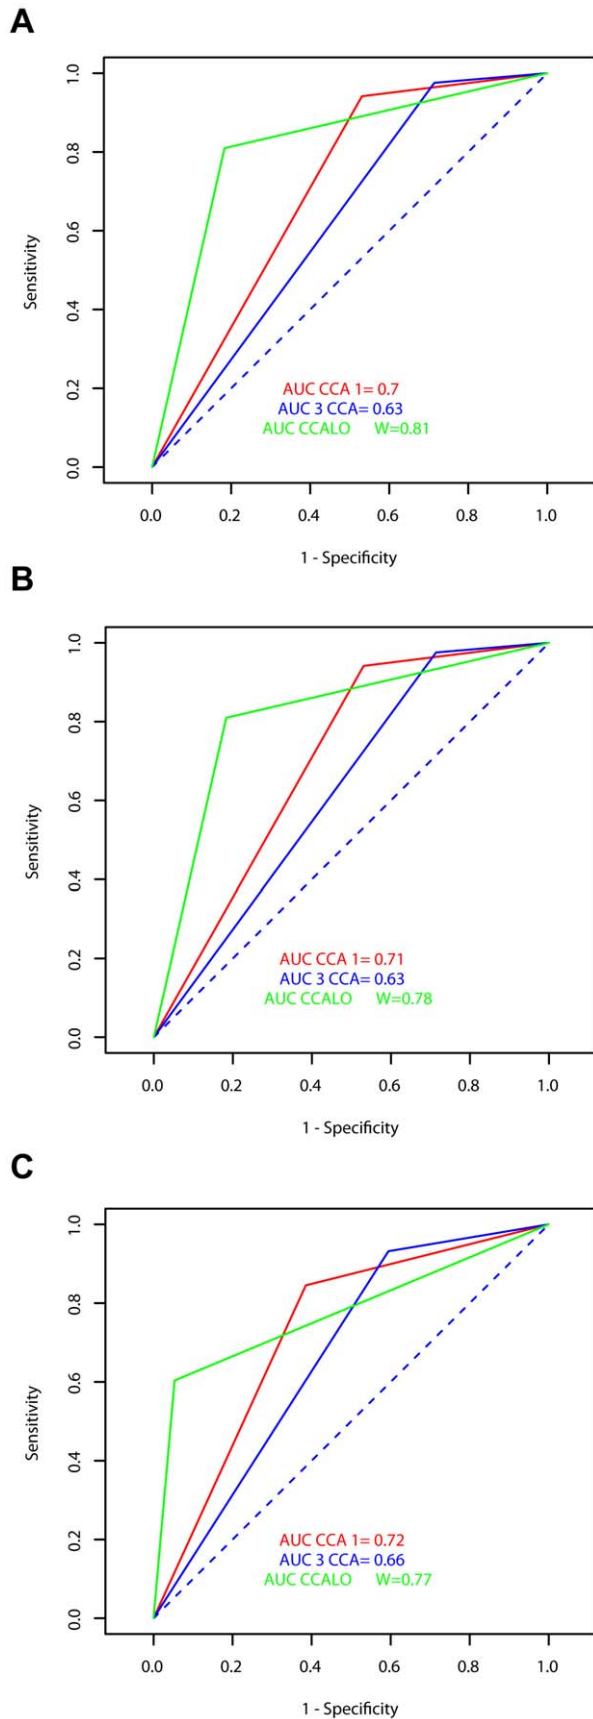 A
1.0
0.8
0.6
0.4
0.2
0.0
Sensitivity
AUC CCA 1= 0.7
AUC 3 CCA= 0.63
AUC CCALO W=0.81
0.0 0.2 0.4 0.6 0.8 1.0
1 - Specificity
B
1.0
0.8
0.6
0.4
0.2
0.0
Sensitivity
AUC CCA 1= 0.71
AUC 3 CCA= 0.63
AUC CCALO W=0.78
0.0 0.2 0.4 0.6 0.8 1.0
1 - Specificity
C
1.0
0.8
0.6
0.4
0.2
0.0
Sensitivity
AUC CCA 1= 0.72
AUC 3 CCA= 0.66
AUC CCALO W=0.77
0.0 0.2 0.4 0.6 0.8 1.0
1 - Specificity